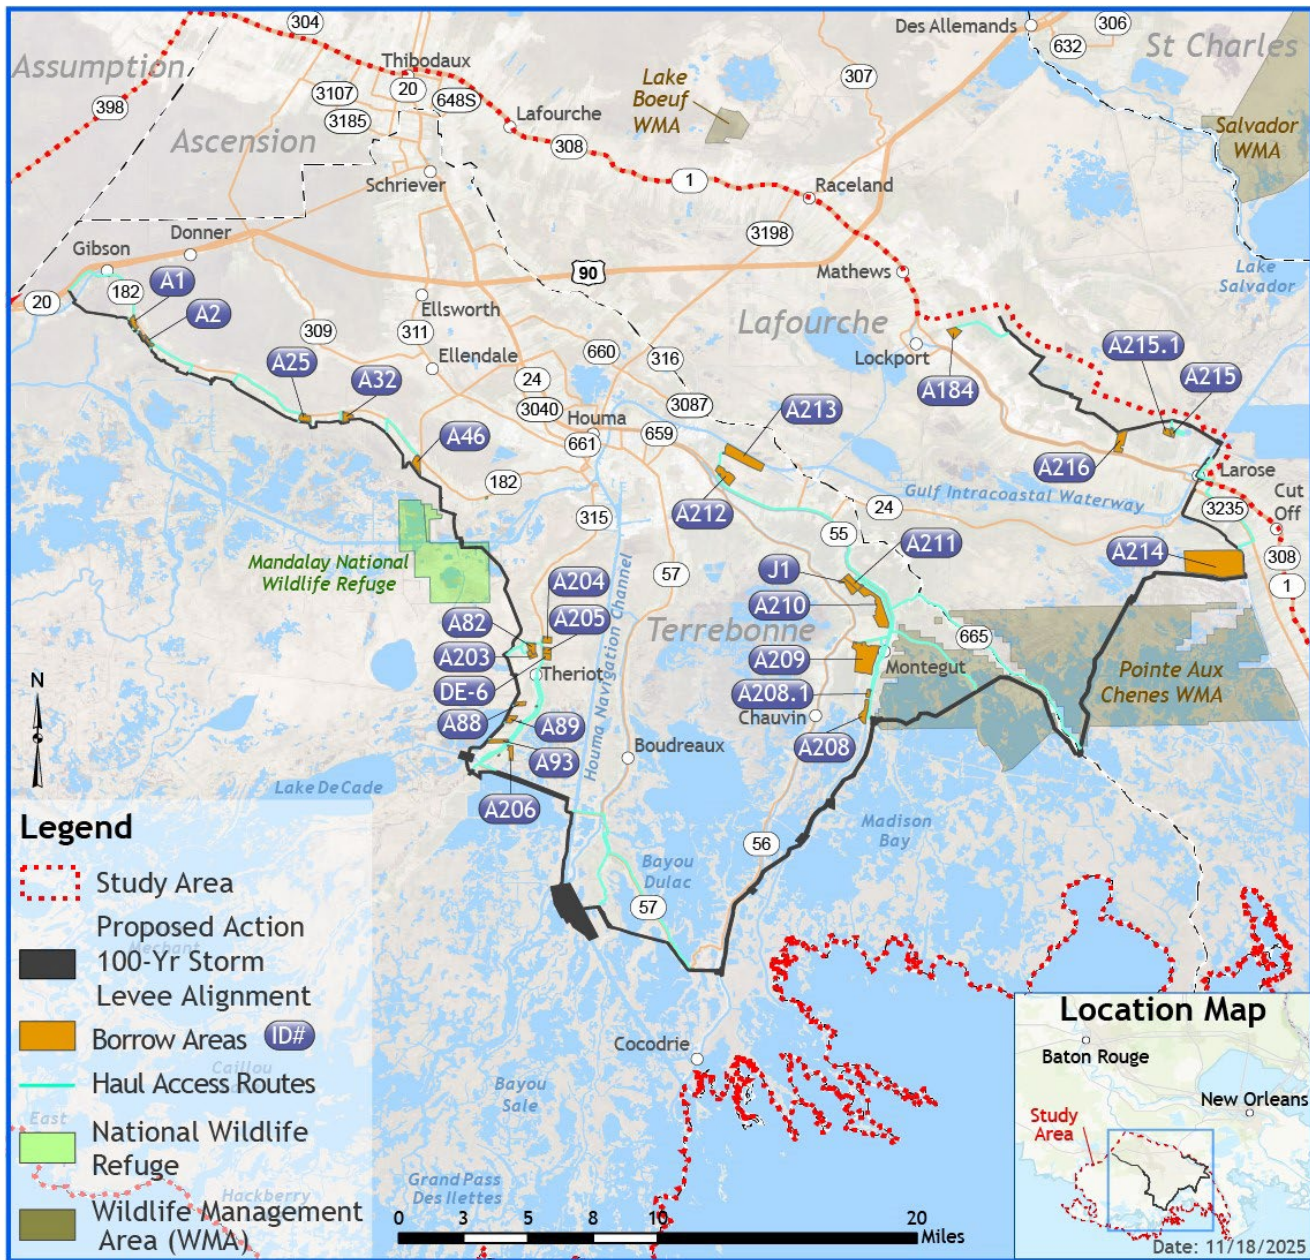 304
Des Allemands
306
632
St Charles
Assumption
Thibodaux
Lake
Boeuf
WMA
307
3107
20
648S
398
3185
Lafourche
Salvador
WMA
Ascension
308
Schriever
1
Raceland
Gibson
Donner
3198
90
Mathews
Lake
Salvador
20
182
A1
A2
Ellsworth
309
311
660
316
Lafourche
Lockport
A215.1
A215
Ellendale
24
A25
A32
3040
3087
A184
A213
Houma
661
659
A216
Larose
A46
182
Cut
Off
A212
Gulf Intracoastal Waterway
3235
315
24
55
A211
308
Mandalay National
Wildlife Refuge
J1
A214
57
1
A204
A210
A82
A205
Terrebonne
665
A203
A209
Montegut
Pointe Aux
Chenes WMA
DE-6
Theriot
A208.1
A88
A89
Chauvin
A208
Houma Navigation Channel
A93
Boudreaux
N
Lake De Cade
A206
Madison
Bay
56
Bayou
Dulac
57
Legend
Study Area
Proposed Action
100-Yr Storm
Levee Alignment
Mechant
Borrow Areas
ID#
Haul Access Routes
Caillou
East
National Wildlife
Refuge
Hackberry
Wildlife Management
Area (WMA)
Cocodrie
Bayou
Sale
Grand Pass
Des Ilettes
0 3 5 8 10 20
Miles
Location Map
Baton Rouge
New Orleans
Study
Area
Date: 11/18/2025